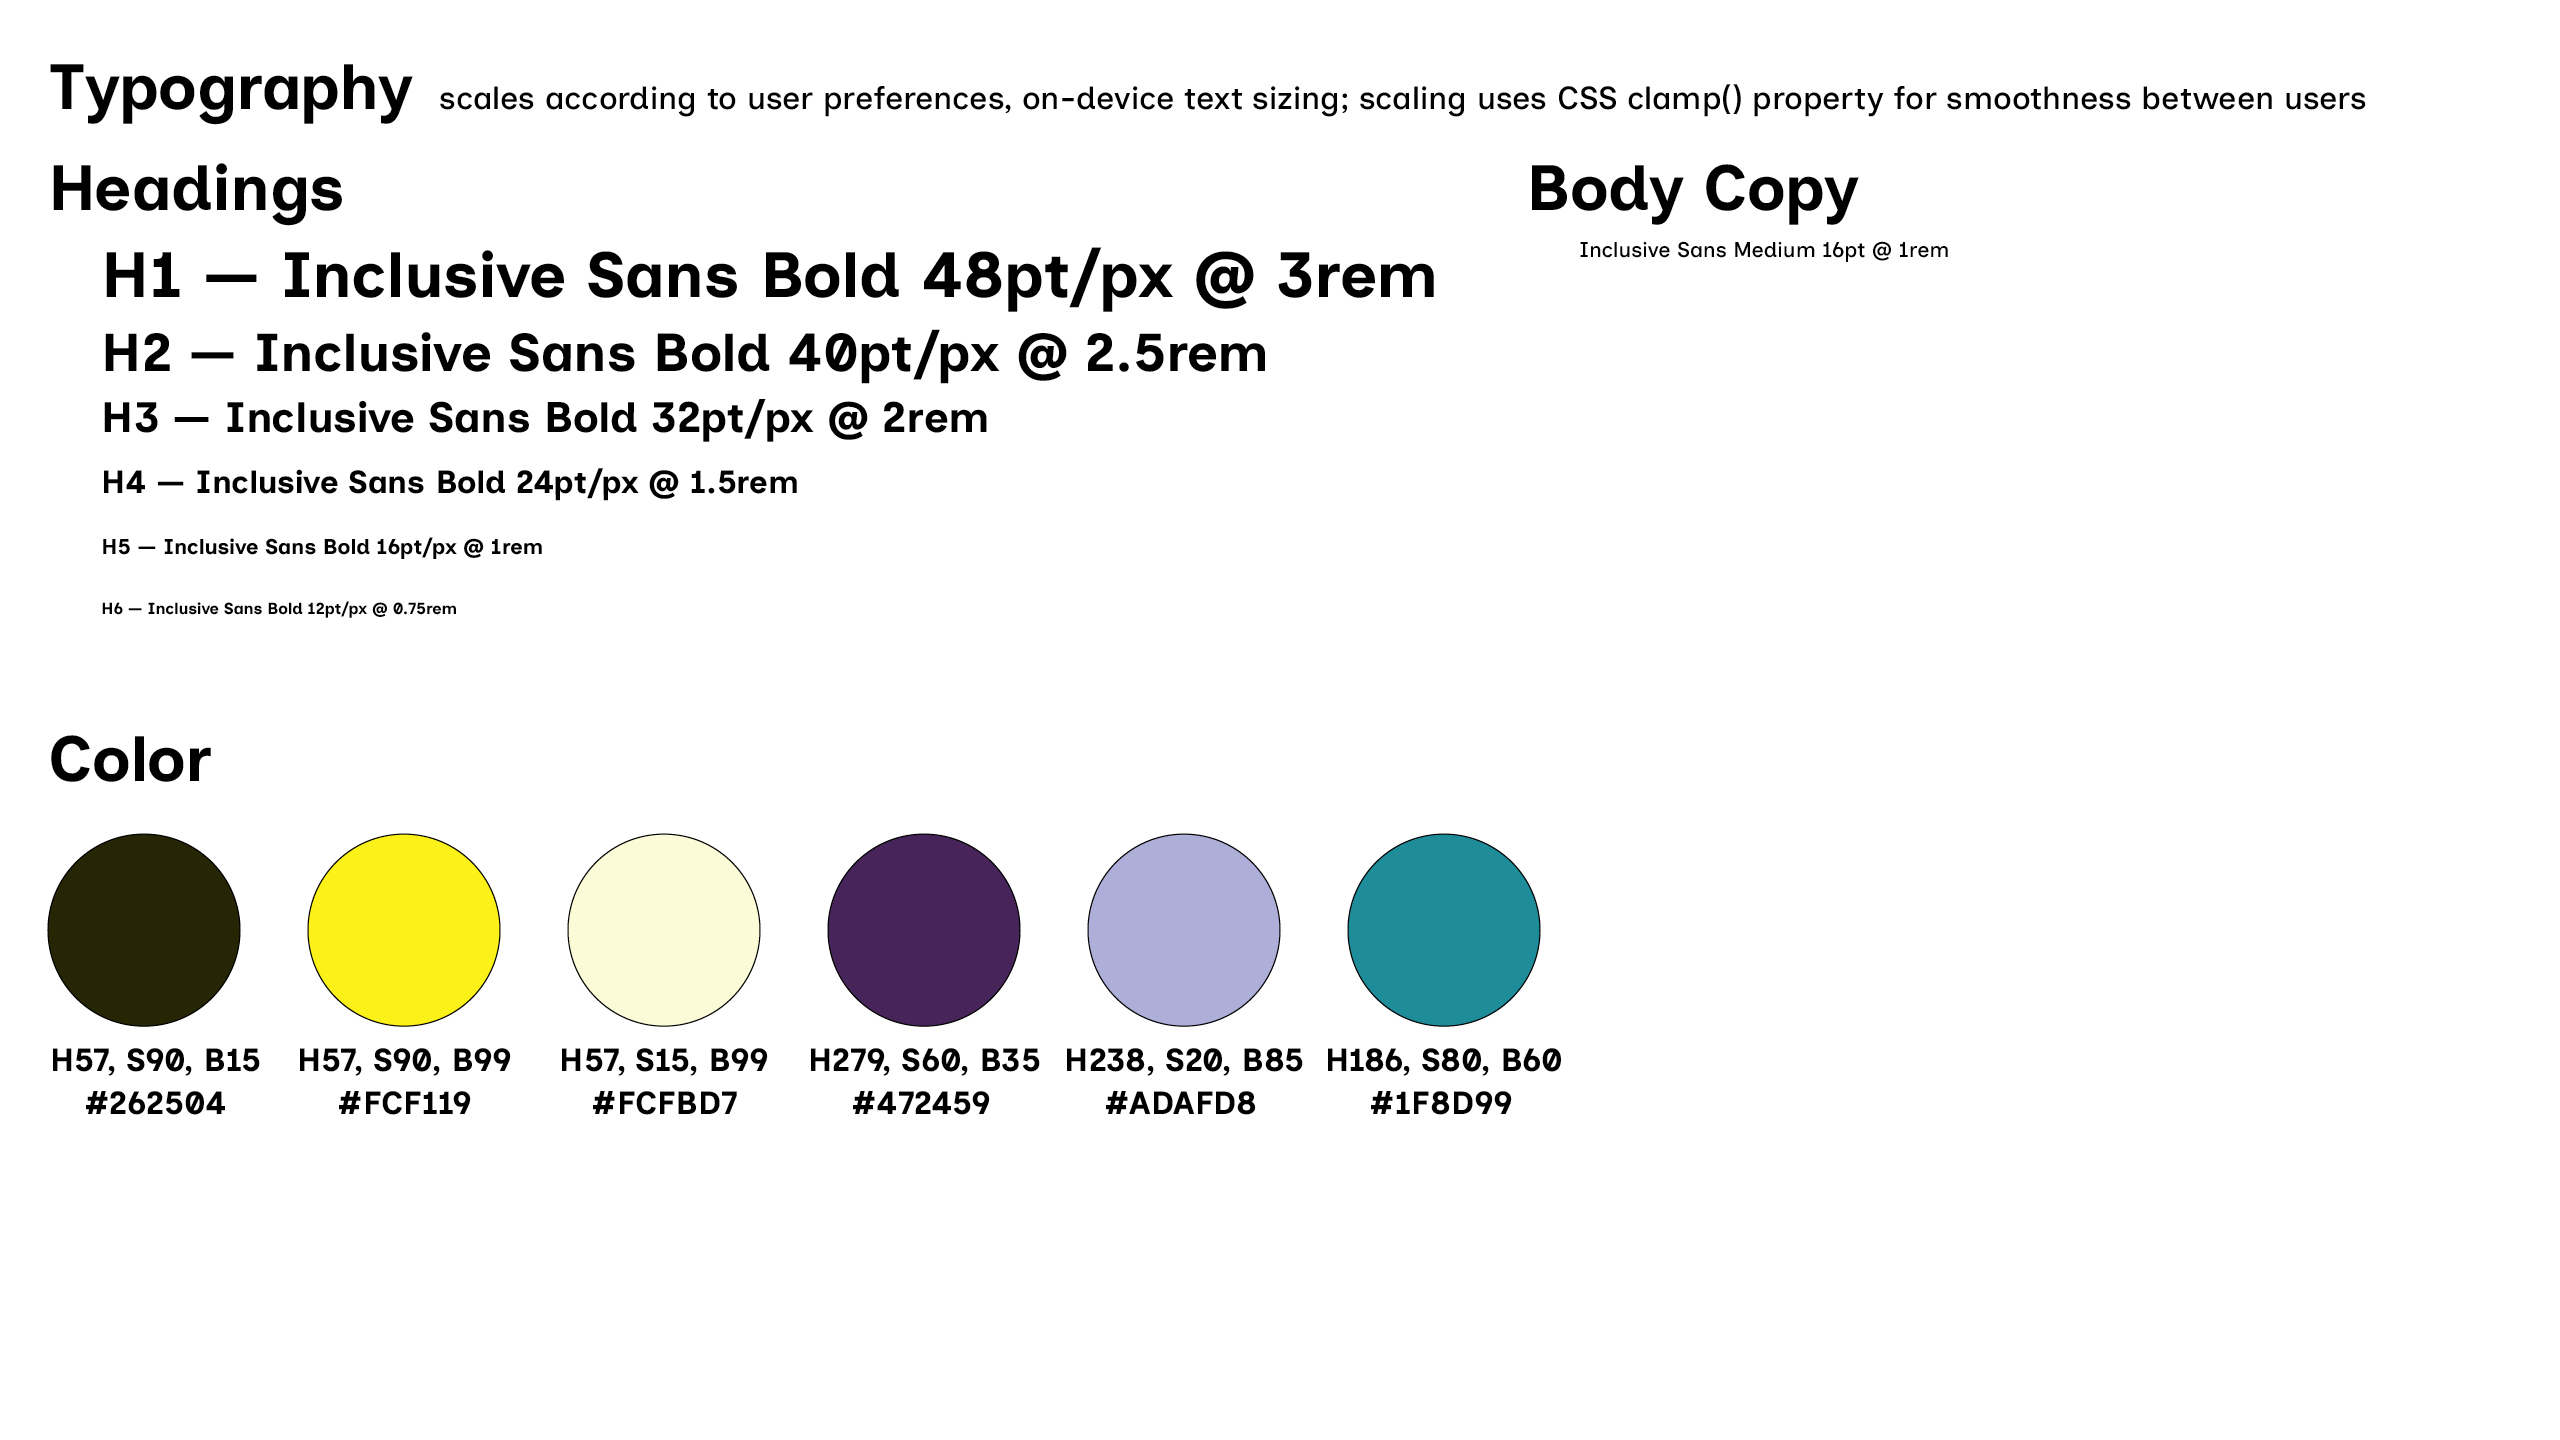 Typography scales according to user preferences, on-device text sizing; scaling uses CSS clamp() property for smoothness between users
Headings
H1 — Inclusive Sans Bold 48pt/px @ 3rem
H2 — Inclusive Sans Bold 40pt/px @ 2.5rem
H3 — Inclusive Sans Bold 32pt/px @ 2rem
H4 — Inclusive Sans Bold 24pt/px @ 1.5rem
H5 — Inclusive Sans Bold 16pt/px @ 1rem
H6 — Inclusive Sans Bold 12pt/px @ 0.75rem
Body Copy
Inclusive Sans Medium 16pt @ 1rem
Color
H57, S90, B15
#262504
H57, S90, B99
#FCF119
H57, S15, B99
#FCFBD7
H279, S60, B35
#472459
H238, S20, B85
#ADAFD8
H186, S80, B60
#1F8D99